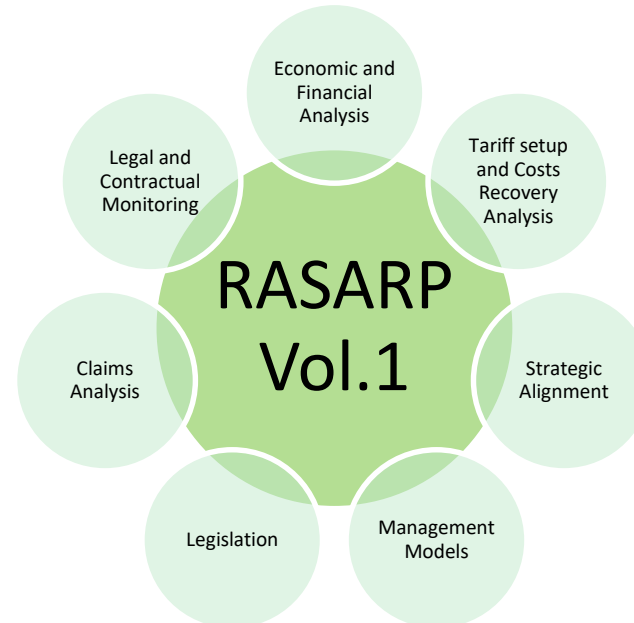 Economic and
Financial
Analysis
Tariff setup
and Costs
Recovery
Analysis
Strategic
Alignment
Management
Models
Legislation
Claims
Analysis
Legal and
Contractual
Monitoring
RASARP
Vol.1